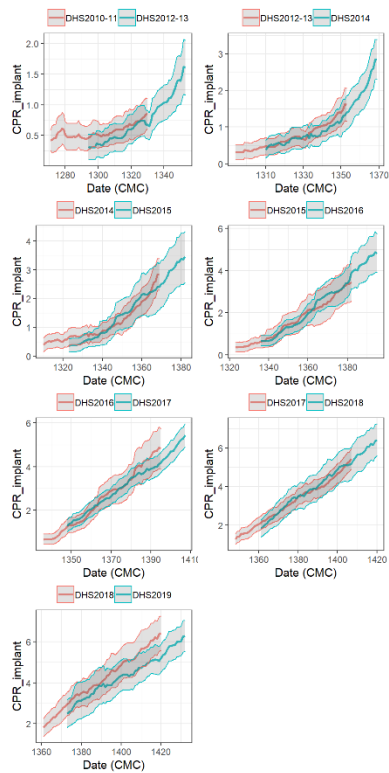 DHS2010-11 DHS2012-13
DHS2012-13 DHS2014
CPR_implant
2.0
1.5
1.0
0.5
1280 1300 1320 1340
Date (CMC)
CPR_implant
3
2
1
0
1310 1330 1350 1370
Date (CMC)
DHS2014 DHS2015
DHS2015 DHS2016
CPR_implant
4
3
2
1
0
1320 1340 1360 1380
Date (CMC)
CPR_implant
6
4
2
0
1320 1340 1360 1380
Date (CMC)
DHS2016 DHS2017
DHS2017 DHS2018
CPR_implant
6
4
2
1350 1370 1390 1410
Date (CMC)
CPR_implant
6
4
2
1360 1380 1400 1420
Date (CMC)
DHS2018 DHS2019
CPR_implant
6
4
2
1360 1380 1400 1420
Date (CMC)